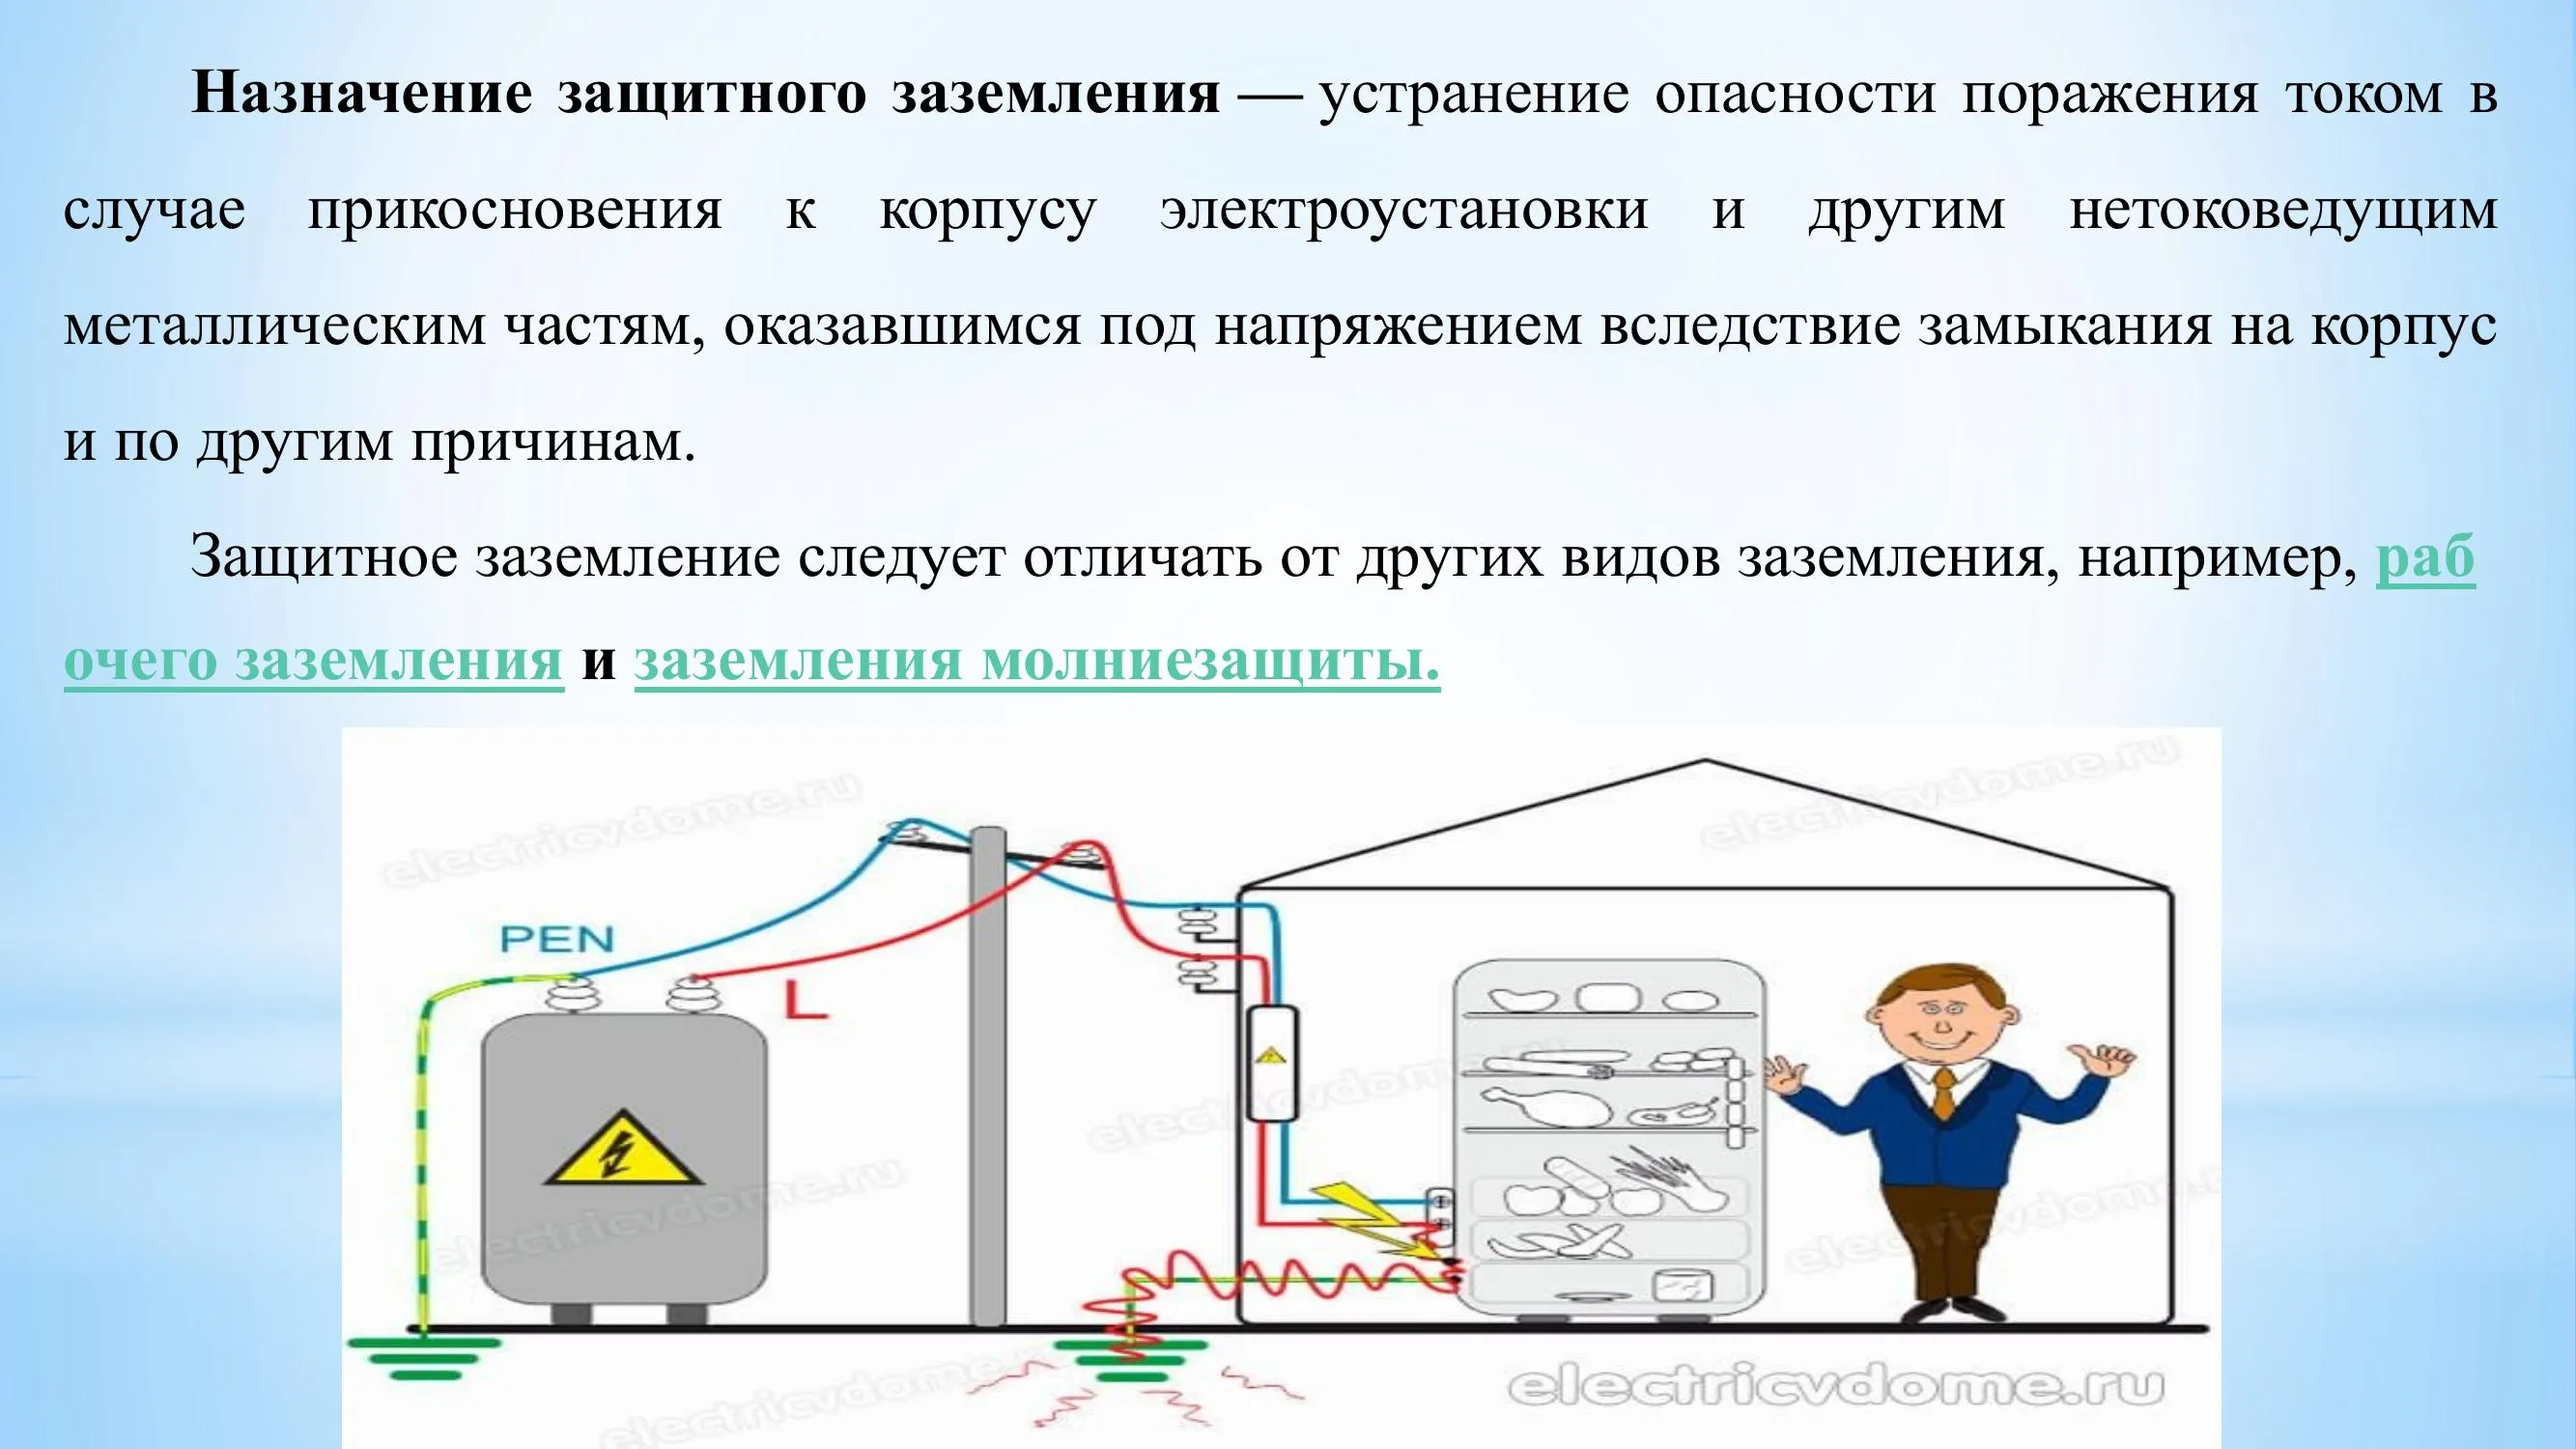 Назначение защитного заземления — устранение опасности поражения током в
случае прикосновения к корпусу электроустановки и другим нетоковедущим
металлическим частям, оказавшимся под напряжением вследствие замыкания на корпус
и по другим причинам.
Защитное заземление следует отличать от других видов заземления, например, раб
очего заземления и заземления молниезащиты.
electricvdome.ru
electricvdome.ru
PEN
L
electricvdome.ru
electricvdome.ru
electricvdome.r
electricvdome.ru
electricvdome.r